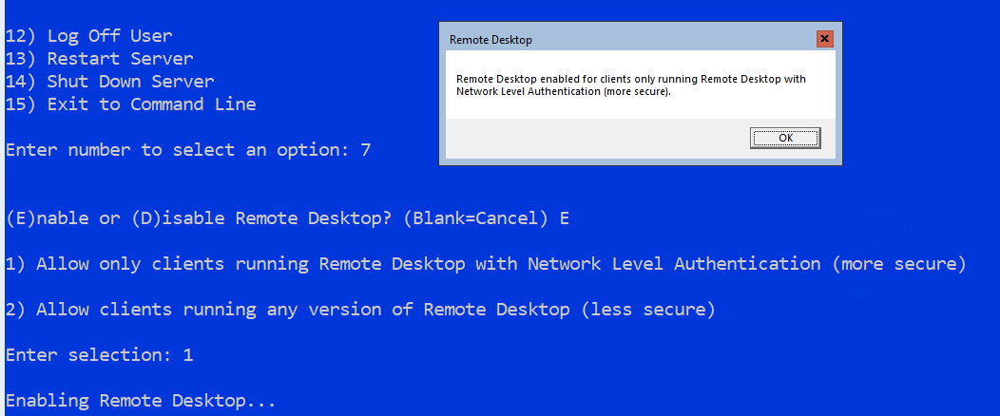 12) Log Off User
13) Restart Server
14) Shut Down Server
15) Exit to Command Line
Enter number to select an option: 7
Remote Desktop
Remote Desktop enabled for clients only running Remote Desktop with
Network Level Authentication (more secure).
OK
(E)nable or (D)isable Remote Desktop? (Blank=Cancel) E
1) Allow only clients running Remote Desktop with Network Level Authentication (more secure)
2) Allow clients running any version of Remote Desktop (less secure)
Enter selection: 1
Enabling Remote Desktop...